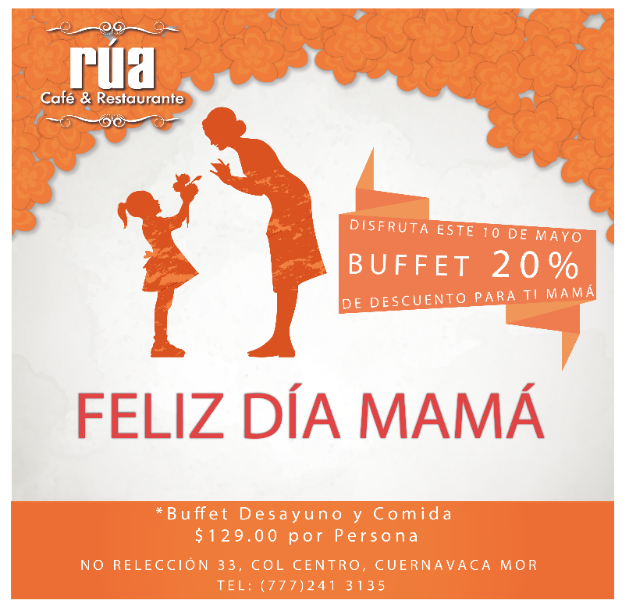 rúa
Café & Restaurante
DISFRUTA ESTE 10 DE MAYO
BUFFET 20%
DE DESCUENTO PARA TI MAMÁ
FELIZ DÍA MAMÁ
*Buffet Desayuno y Comida
$129.00 por Persona
NO RELECCIÓN 33, COL CENTRO, CUERNAVACA MOR
TEL: (777)241 3135